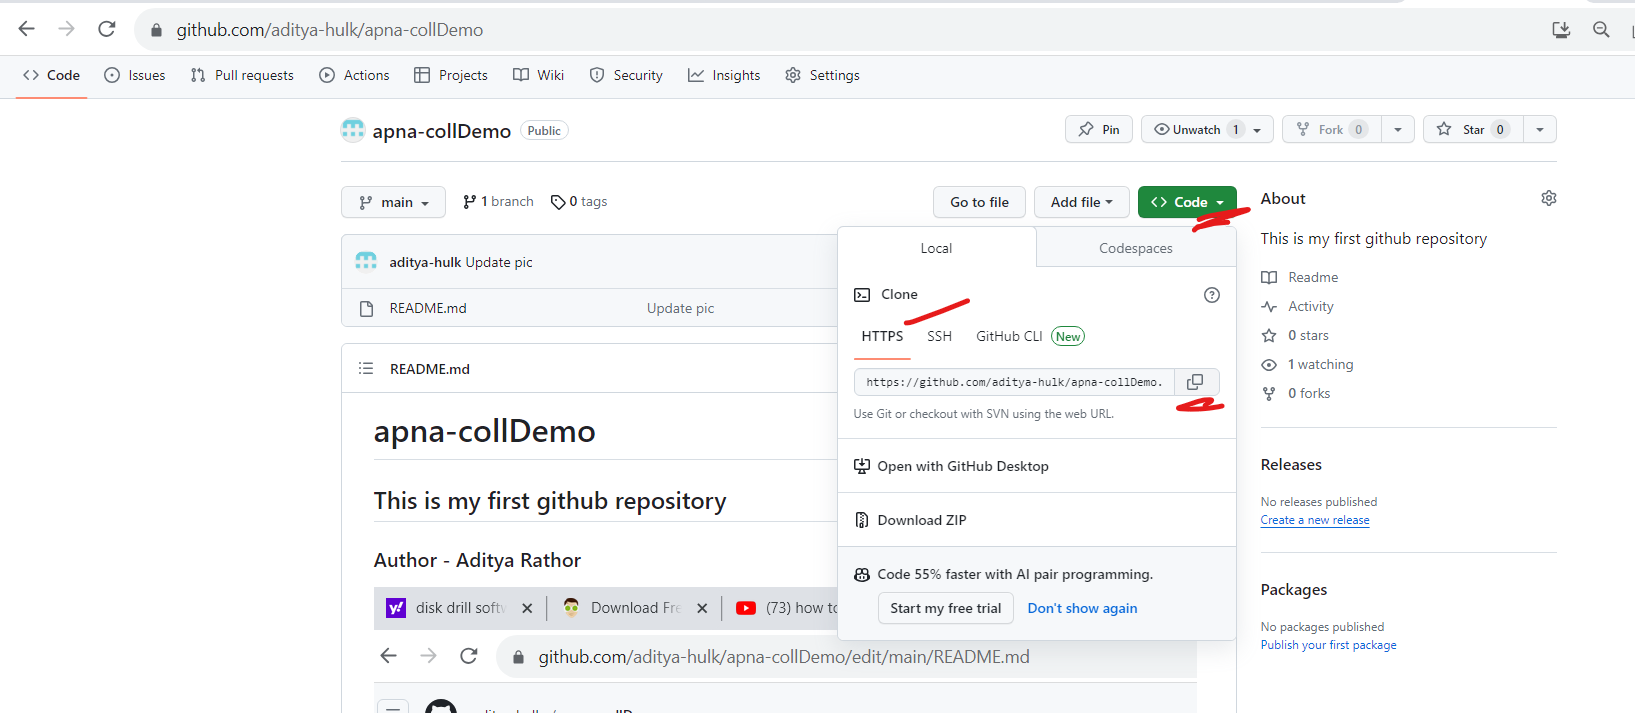 github.com/aditya-hulk/apna-collDemo
Code Issues Pull requests Actions Projects Wiki Security Insights Settings
apna-collDemo Public Pin Unwatch 1 Fork 0 Star 0
main 1 branch 0 tags Go to file Add file Code
aditya-hulk Update pic
README.md Update pic
README.md
apna-collDemo
This is my first github repository
Author - Aditya Rathor
disk drill softw Download Fre (73) how to
github.com/aditya-hulk/apna-collDemo/edit/main/README.md
Local Codespaces
Clone
HTTPS SSH GitHub CLI New
https://github.com/aditya-hulk/apna-collDemo.
Use Git or checkout with SVN using the web URL.
Open with GitHub Desktop
Download ZIP
Code 55% faster with AI pair programming.
Start my free trial Don't show again
About
This is my first github repository
Readme
Activity
0 stars
1 watching
0 forks
Releases
No releases published
Create a new release
Packages
No packages published
Publish your first package